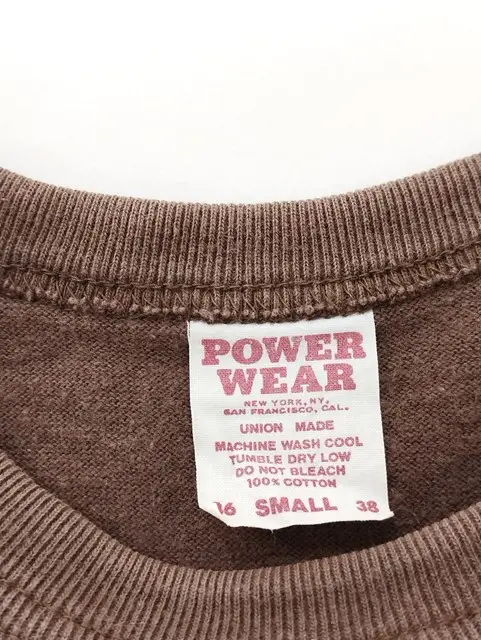 POWER
WEAR
NEW YORK, NY.
SAN FRANCISCO, CAL.
UNION MADE
MACHINE WASH COOL
TUMBLE DRY LOW
DO NOT BLEACH
100% COTTON
SMALL 38